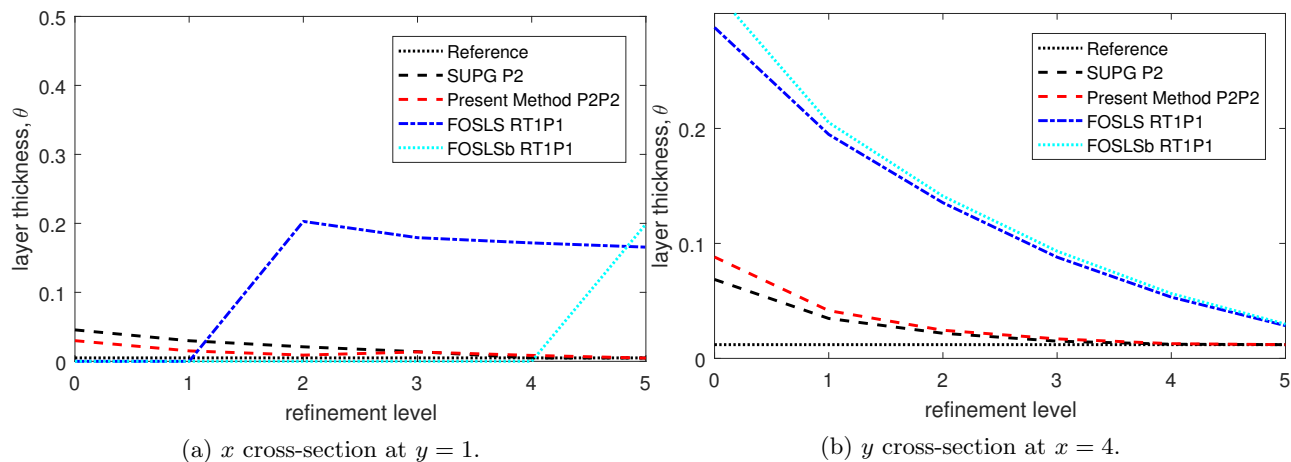 0.5
0.4
0.3
0.2
0.1
0
layer thickness, θ
Reference
SUPG P2
Present Method P2P2
FOSLS RT1P1
FOSLSb RT1P1
0 1 2 3 4 5
refinement level
(a) x cross-section at y = 1.
0.2
0.1
0
layer thickness, θ
Reference
SUPG P2
Present Method P2P2
FOSLS RT1P1
FOSLSb RT1P1
0 1 2 3 4 5
refinement level
(b) y cross-section at x = 4.